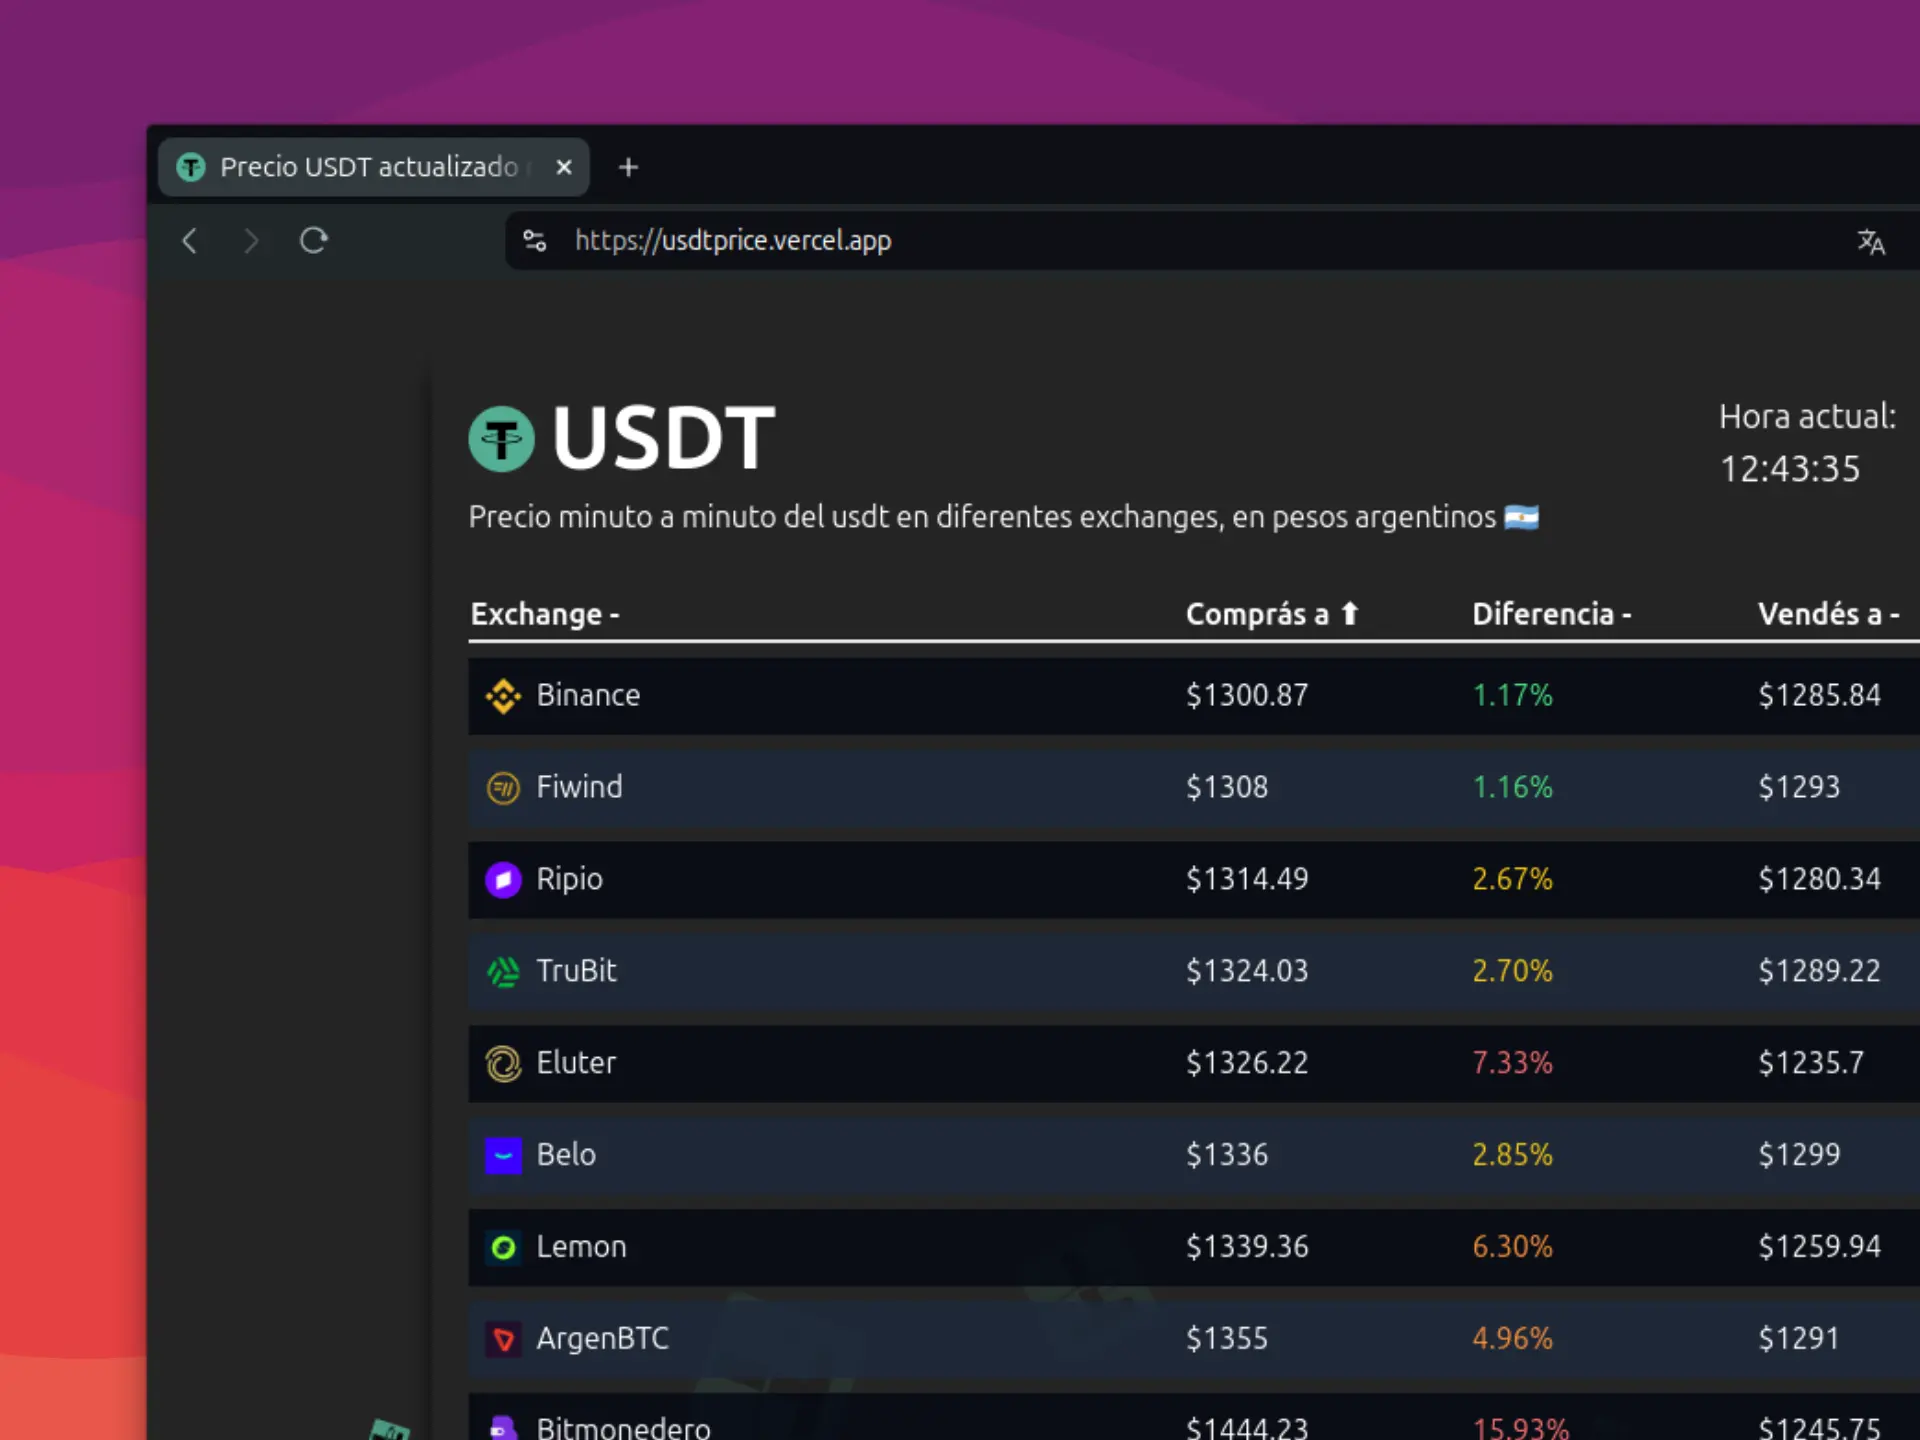 Precio USDT actualizado
https://usdtprice.vercel.app
USDT
Hora actual:
12:43:35
Precio minuto a minuto del usdt en diferentes exchanges, en pesos argentinos 🇦🇷
Exchange - Comprás a ⬆ Diferencia - Vendés a -
Binance $1300.87 1.17% $1285.84
Fiwind $1308 1.16% $1293
Ripio $1314.49 2.67% $1280.34
TruBit $1324.03 2.70% $1289.22
Eluter $1326.22 7.33% $1235.7
Belo $1336 2.85% $1299
Lemon $1339.36 6.30% $1259.94
ArgenBTC $1355 4.96% $1291
Bitmonedero $1444.23 15.93% $1245.75